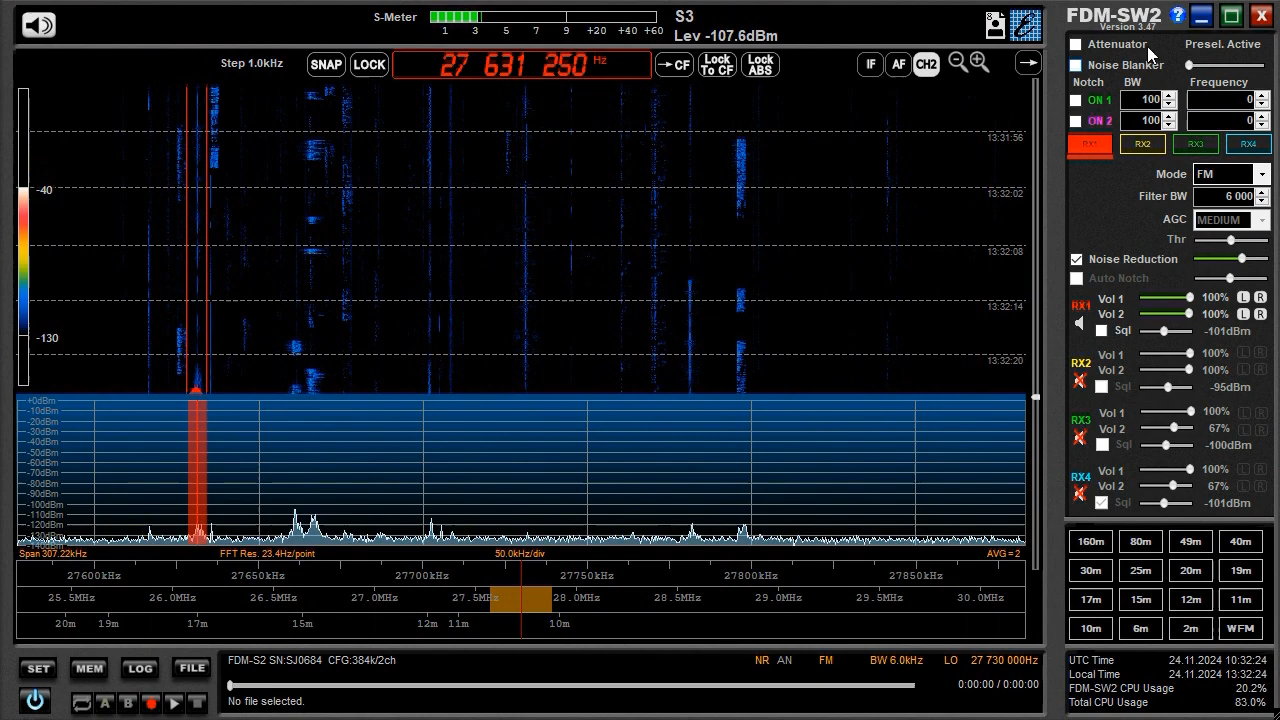 S-Meter
1 3 5 7 9 +20 +40 +60
S3
Lev -107.6dBm
FDM-SW2
Version 3.47
Step 1.0kHz
SNAP
LOCK
27 631 250 Hz
→CF
Lock To CF
Lock ABS
IF
AF
CH2
Attenuator
Presel. Active
Noise Blanker
Notch BW Frequency
ON 1 100 0
ON 2 100 0
RX1 RX2 RX3 RX4
Mode FM
Filter BW 6 000
AGC MEDIUM
Thr
Noise Reduction
Auto Notch
RX1
Vol 1 100% L R
Vol 2 100% L R
Sql -101dBm
RX2
Vol 1 100% L R
Vol 2 100% L R
Sql -95dBm
RX3
Vol 1 100% L R
Vol 2 67% L R
Sql -100dBm
RX4
Vol 1 100% L R
Vol 2 67% L R
Sql -101dBm
160m 80m 49m 40m
30m 25m 20m 19m
17m 15m 12m 11m
10m 6m 2m WFM
UTC Time 24.11.2024 10:32:24
Local Time 24.11.2024 13:32:24
FDM-SW2 CPU Usage 20.2%
Total CPU Usage 83.0%
-40
-130
13:31:56
13:32:02
13:32:08
13:32:14
13:32:20
+0dBm
-10dBm
-20dBm
-30dBm
-40dBm
-50dBm
-60dBm
-70dBm
-80dBm
-90dBm
-100dBm
-110dBm
-120dBm
-130dBm
Span 307.22kHz
FFT Res. 23.4Hz/point
50.0kHz/div
AVG=2
27600kHz 27650kHz 27700kHz 27750kHz 27800kHz 27850kHz
25.5MHz 26.0MHz 26.5MHz 27.0MHz 27.5MHz 28.0MHz 28.5MHz 29.0MHz 29.5MHz 30.0MHz
20m 19m 17m 15m 12m 11m 10m
SET MEM LOG FILE
A B
FDM-S2 SN:SJ0684 CFG:384k/2ch
NR AN FM BW 6.0kHz LO 27 730 000Hz
0:00:00 / 0:00:00
No file selected.